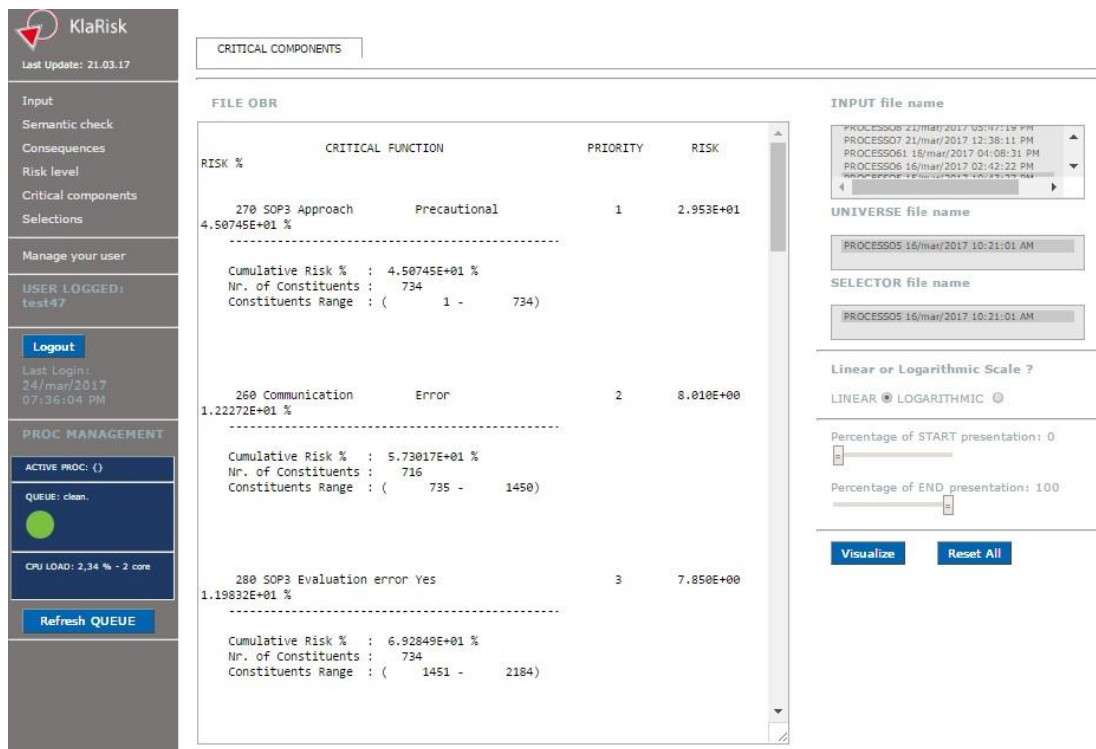 KlaRisk
Last Update: 21.03.17
Input
Semantic check
Consequences
Risk level
Critical components
Selections
Manage your user
USER LOGGED:
test47
Logout
Last Login:
24/mar/2017
07:36:04 PM
PROC MANAGEMENT
ACTIVE PROC: {}
QUEUE: clean.
CPU LOAD: 2,34 % - 2 core
Refresh QUEUE
CRITICAL COMPONENTS
FILE OBR
CRITICAL FUNCTION PRIORITY RISK
RISK %
270 SOP3 Approach Precautional 1 2.953E+01
4.50745E+01 %
-------------------------------------------------
Cumulative Risk % : 4.50745E+01 %
Nr. of Constituents : 734
Constituents Range : ( 1 - 734)
260 Communication Error 2 8.010E+00
1.22272E+01 %
-------------------------------------------------
Cumulative Risk % : 5.73017E+01 %
Nr. of Constituents : 716
Constituents Range : ( 735 - 1450)
280 SOP3 Evaluation error Yes 3 7.850E+00
1.19832E+01 %
-------------------------------------------------
Cumulative Risk % : 6.92849E+01 %
Nr. of Constituents : 734
Constituents Range : ( 1451 - 2184)
INPUT file name
21/mar/2017 05:47:19 PM
PROCESSO7 21/mar/2017 12:38:11 PM
PROCESSO61 16/mar/2017 04:08:31 PM
PROCESSO6 16/mar/2017 02:42:22 PM
UNIVERSE file name
PROCESSO5 16/mar/2017 10:21:01 AM
SELECTOR file name
PROCESSO5 16/mar/2017 10:21:01 AM
Linear or Logarithmic Scale ?
LINEAR LOGARITHMIC
Percentage of START presentation: 0
Percentage of END presentation: 100
Visualize Reset All